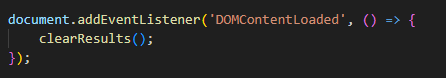 document.addEventListener('DOMContentLoaded', () => {
    clearResults();
});